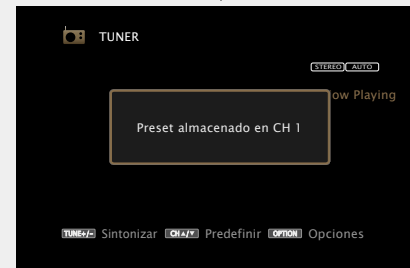 TUNER
STEREO AUTO
ow Playing
Preset almacenado en CH 1
TUNE+/- Sintonizar CH▲/▼ Predefinir OPTION Opciones